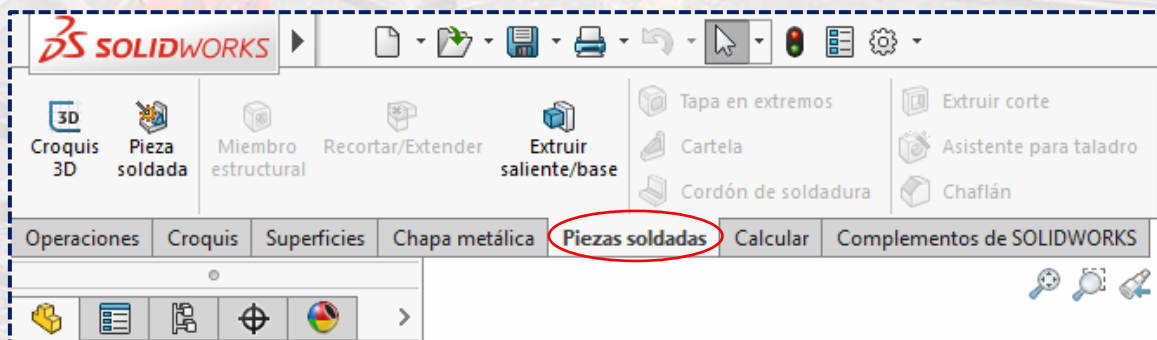 SOLIDWORKS
3D
Croquis 3D
Pieza soldada
Miembro estructural
Recortar/Extender
Extruir saliente/base
Tapa en extremos
Cartela
Cordón de soldadura
Extruir corte
Asistente para taladro
Chaflán
Operaciones Croquis Superficies Chapa metálica Piezas soldadas Calcular Complementos de SOLIDWORKS